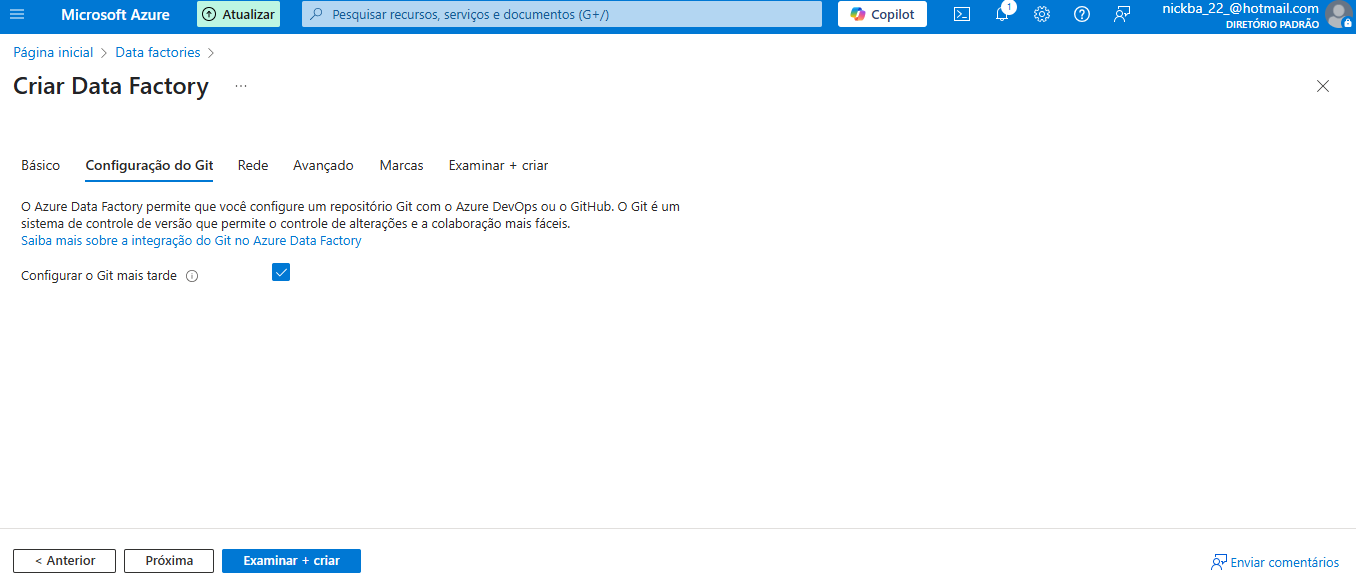 Microsoft Azure
Atualizar
Pesquisar recursos, serviços e documentos (G+/)
Copilot
1
nickba_22_@hotmail.com
DIRETÓRIO PADRÃO
Página inicial > Data factories >
Criar Data Factory ...
Básico Configuração do Git Rede Avançado Marcas Examinar + criar
O Azure Data Factory permite que você configure um repositório Git com o Azure DevOps ou o GitHub. O Git é um
sistema de controle de versão que permite o controle de alterações e a colaboração mais fáceis.
Saiba mais sobre a integração do Git no Azure Data Factory
Configurar o Git mais tarde
< Anterior Próxima Examinar + criar Enviar comentários